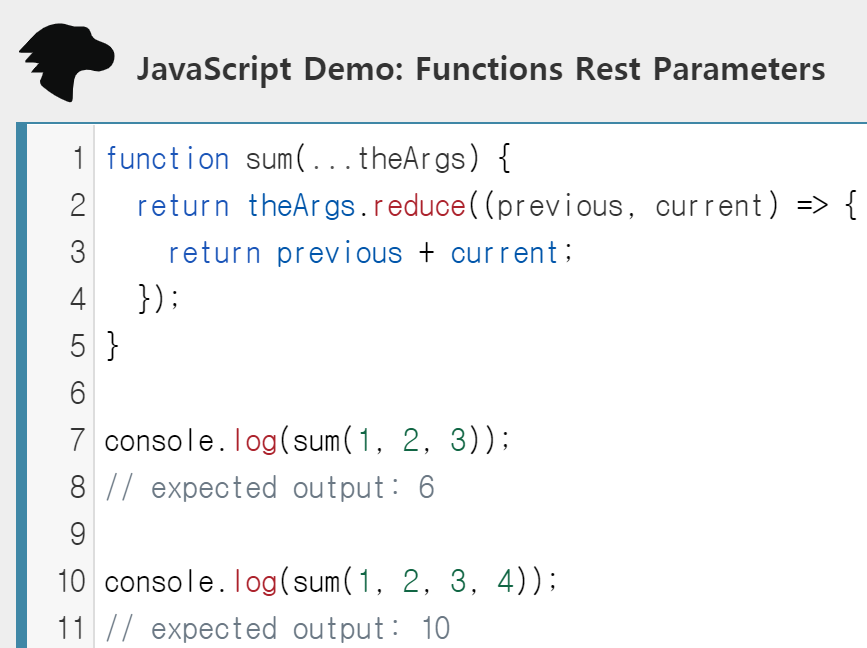 JavaScript Demo: Functions Rest Parameters
1 function sum(...theArgs) {
2   return theArgs.reduce((previous, current) => {
3     return previous + current;
4   });
5 }
6
7 console.log(sum(1, 2, 3));
8 // expected output: 6
9
10 console.log(sum(1, 2, 3, 4));
11 // expected output: 10